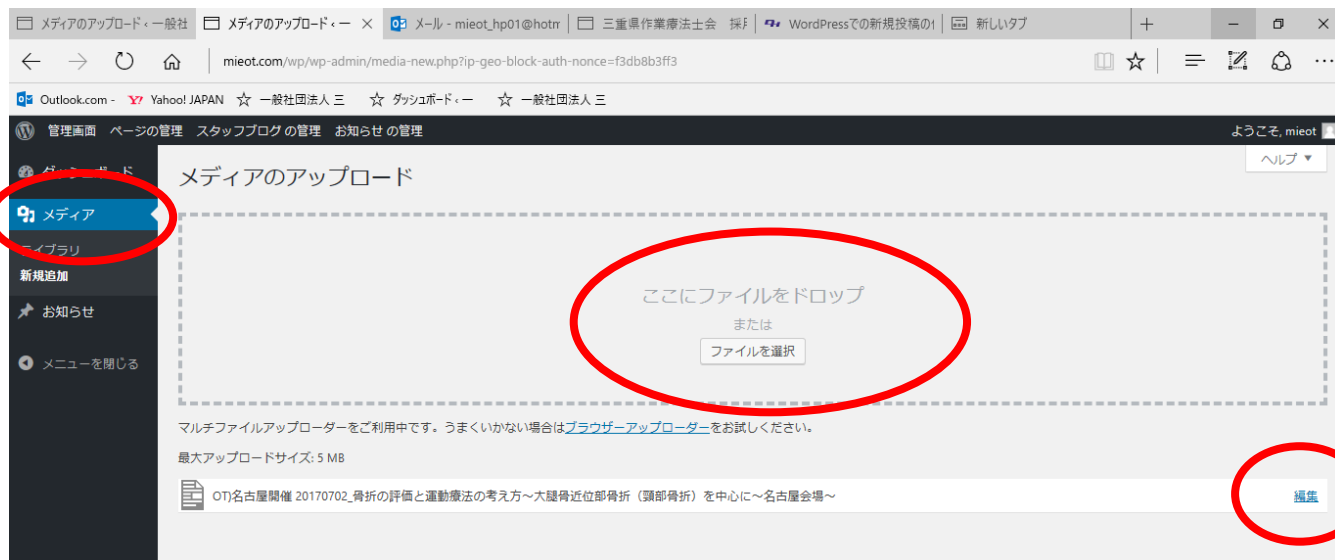 メディアのアップロード ‹ 一般社
メディアのアップロード ‹ 一
メール - mieot_hp01@hotm
三重県作業療法士会 採用
WordPressでの新規投稿の
新しいタブ
mieot.com/wp/wp-admin/media-new.php?ip-geo-block-auth-nonce=f3db8b3ff3
Outlook.com - Yahoo! JAPAN 一般社団法人 三 ダッシュボード ‹ 一 一般社団法人 三
管理画面 ページの管理 スタッフブログ の管理 お知らせ の管理 ようこそ, mieot
ヘルプ ▼
ダッシュボード
メディアのアップロード
メディア
ライブラリ
新規追加
お知らせ
メニューを閉じる
ここにファイルをドロップ
または
ファイルを選択
マルチファイルアップローダーをご利用中です。うまくいかない場合はブラウザーアップローダーをお試しください。
最大アップロードサイズ: 5 MB
OT)名古屋開催 20170702_骨折の評価と運動療法の考え方～大腿骨近位部骨折（頸部骨折）を中心に～名古屋会場～ 編集